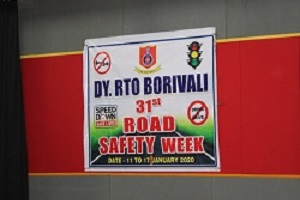 DY. RTO BORIVALI
31st
SPEED
DOWN
ROAD
SAFETY WEEK
DATE - 11 TO 17 JANUARY 2020